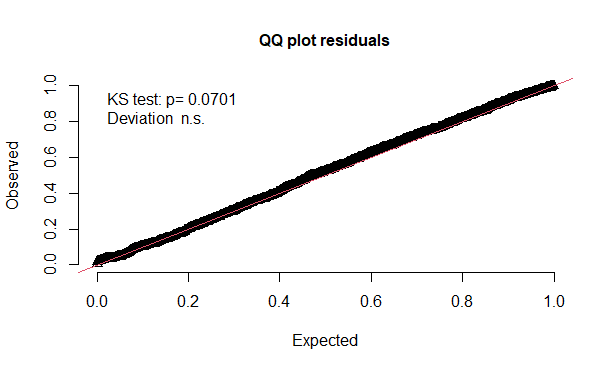 QQ plot residuals
KS test: p= 0.0701
Deviation n.s.
Observed
0.0 0.2 0.4 0.6 0.8 1.0
0.0 0.2 0.4 0.6 0.8 1.0
Expected